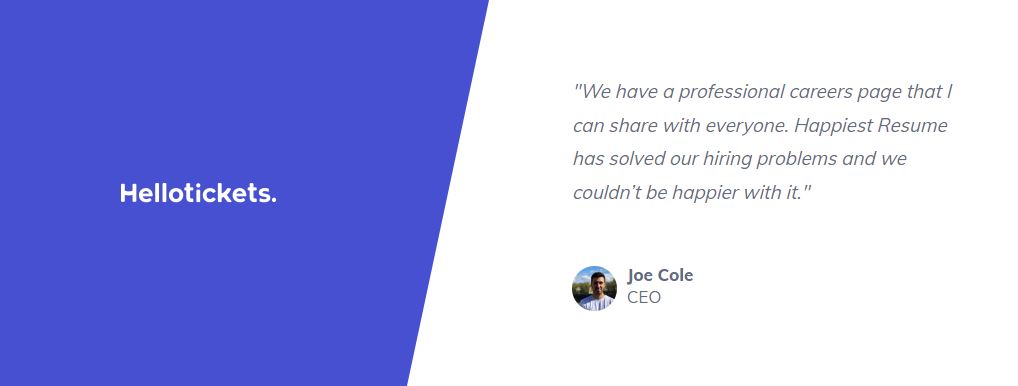 Hellotickets.
"We have a professional careers page that I
can share with everyone. Happiest Resume
has solved our hiring problems and we
couldn’t be happier with it."
Joe Cole
CEO